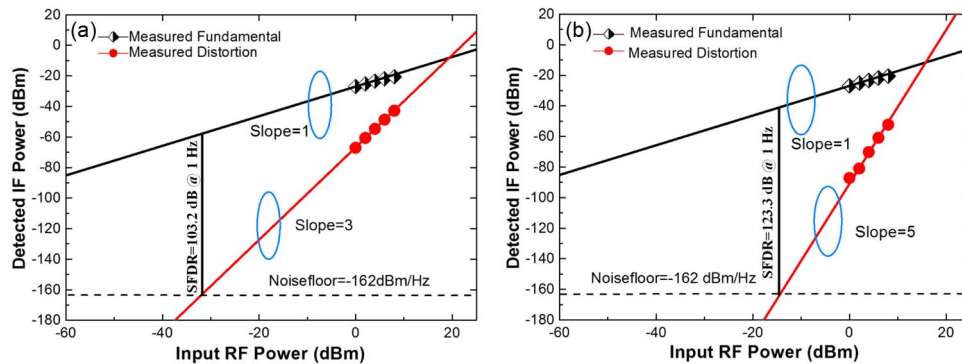 (a)
Measured Fundamental
Measured Distortion
Slope=1
Slope=3
SFDR=103.2 dB @ 1 Hz
Noisefloor=-162dBm/Hz
Detected IF Power (dBm)
20
0
-20
-40
-60
-80
-100
-120
-140
-160
-180
-60
-40
-20
0
20
Input RF Power (dBm)
(b)
Measured Fundamental
Measured Distortion
Slope=1
Slope=5
SFDR=123.3 dB @ 1 Hz
Noisefloor=-162 dBm/Hz
Detected IF Power (dBm)
20
0
-20
-40
-60
-80
-100
-120
-140
-160
-180
-60
-40
-20
0
20
Input RF Power (dBm)